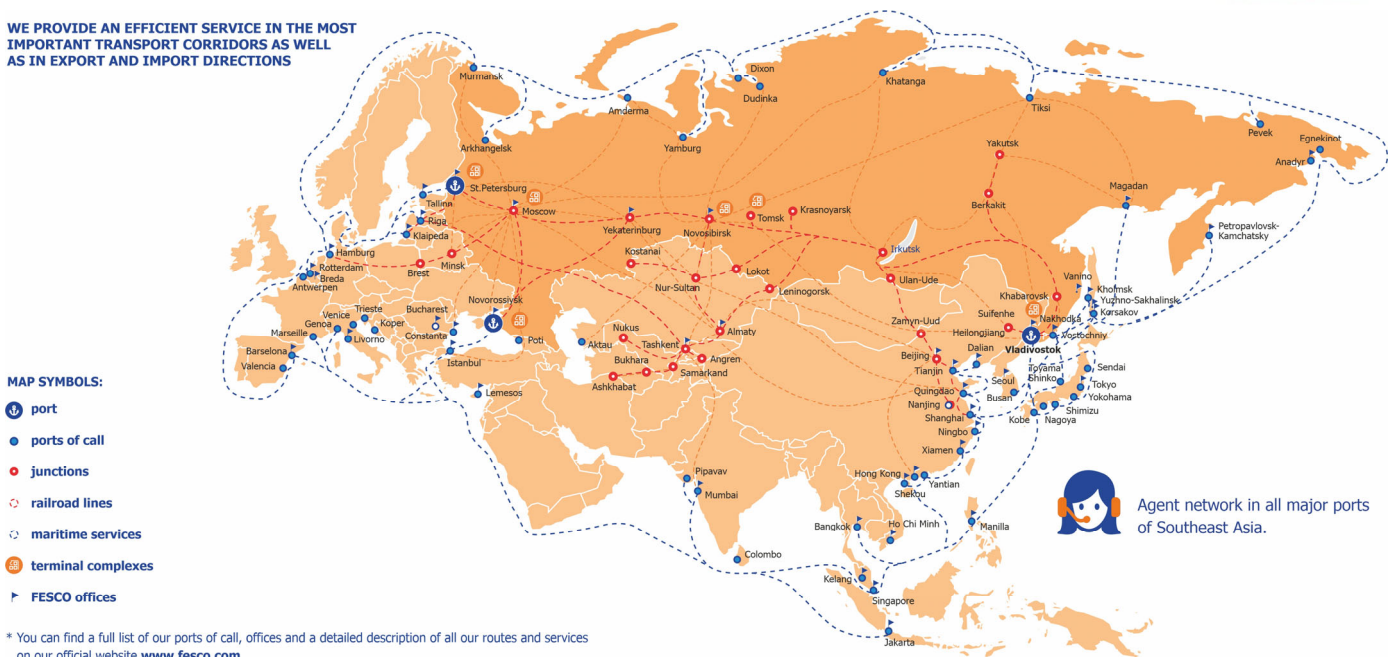 WE PROVIDE AN EFFICIENT SERVICE IN THE MOST
IMPORTANT TRANSPORT CORRIDORS AS WELL
AS IN EXPORT AND IMPORT DIRECTIONS
Murmansk
Arkhangelsk
Amderma
Yamburg
Dixon
Dudinka
Khatanga
Tiksi
Pevek
Egnekinot
Anadyr
Yakutsk
Berkakit
Magadan
Petropavlovsk-
Kamchatsky
St.Petersburg
Tallinn
Riga
Klaipeda
Moscow
Minsk
Brest
Hamburg
Rotterdam
Breda
Antwerpen
Yekaterinburg
Kostanai
Novosibirsk
Tomsk
Krasnoyarsk
Irkutsk
Ulan-Ude
Lokot
Leninogorsk
Nur-Sultan
Vanino
Kholmsk
Yuzhno-Sakhalinsk
Korsakov
Khabarovsk
Suifenhe
Nakhodka
Vostochniy
Heilongjiang
Vladivostok
Zamyn-Uud
Novorossiysk
Bucharest
Trieste
Venice
Genoa
Koper
Livorno
Marseille
Barselona
Valencia
Constanta
Istanbul
Poti
Lemesos
Aktau
Nukus
Tashkent
Almaty
Bukhara
Angren
Samarkand
Ashkhabat
Beijing
Tianjin
Dalian
Quingdao
Nanjing
Shanghai
Ningbo
Xiamen
Seoul
Busan
Toyama
Shinko
Sendai
Tokyo
Yokohama
Shimizu
Nagoya
Kobe
Hong Kong
Yantian
Shekou
Pipavav
Mumbai
Colombo
Bangkok
Ho Chi Minh
Manilla
Kelang
Singapore
Jakarta
MAP SYMBOLS:
port
ports of call
junctions
railroad lines
maritime services
terminal complexes
FESCO offices
Agent network in all major ports
of Southeast Asia.
* You can find a full list of our ports of call, offices and a detailed description of all our routes and services
on our official website www.fesco.com